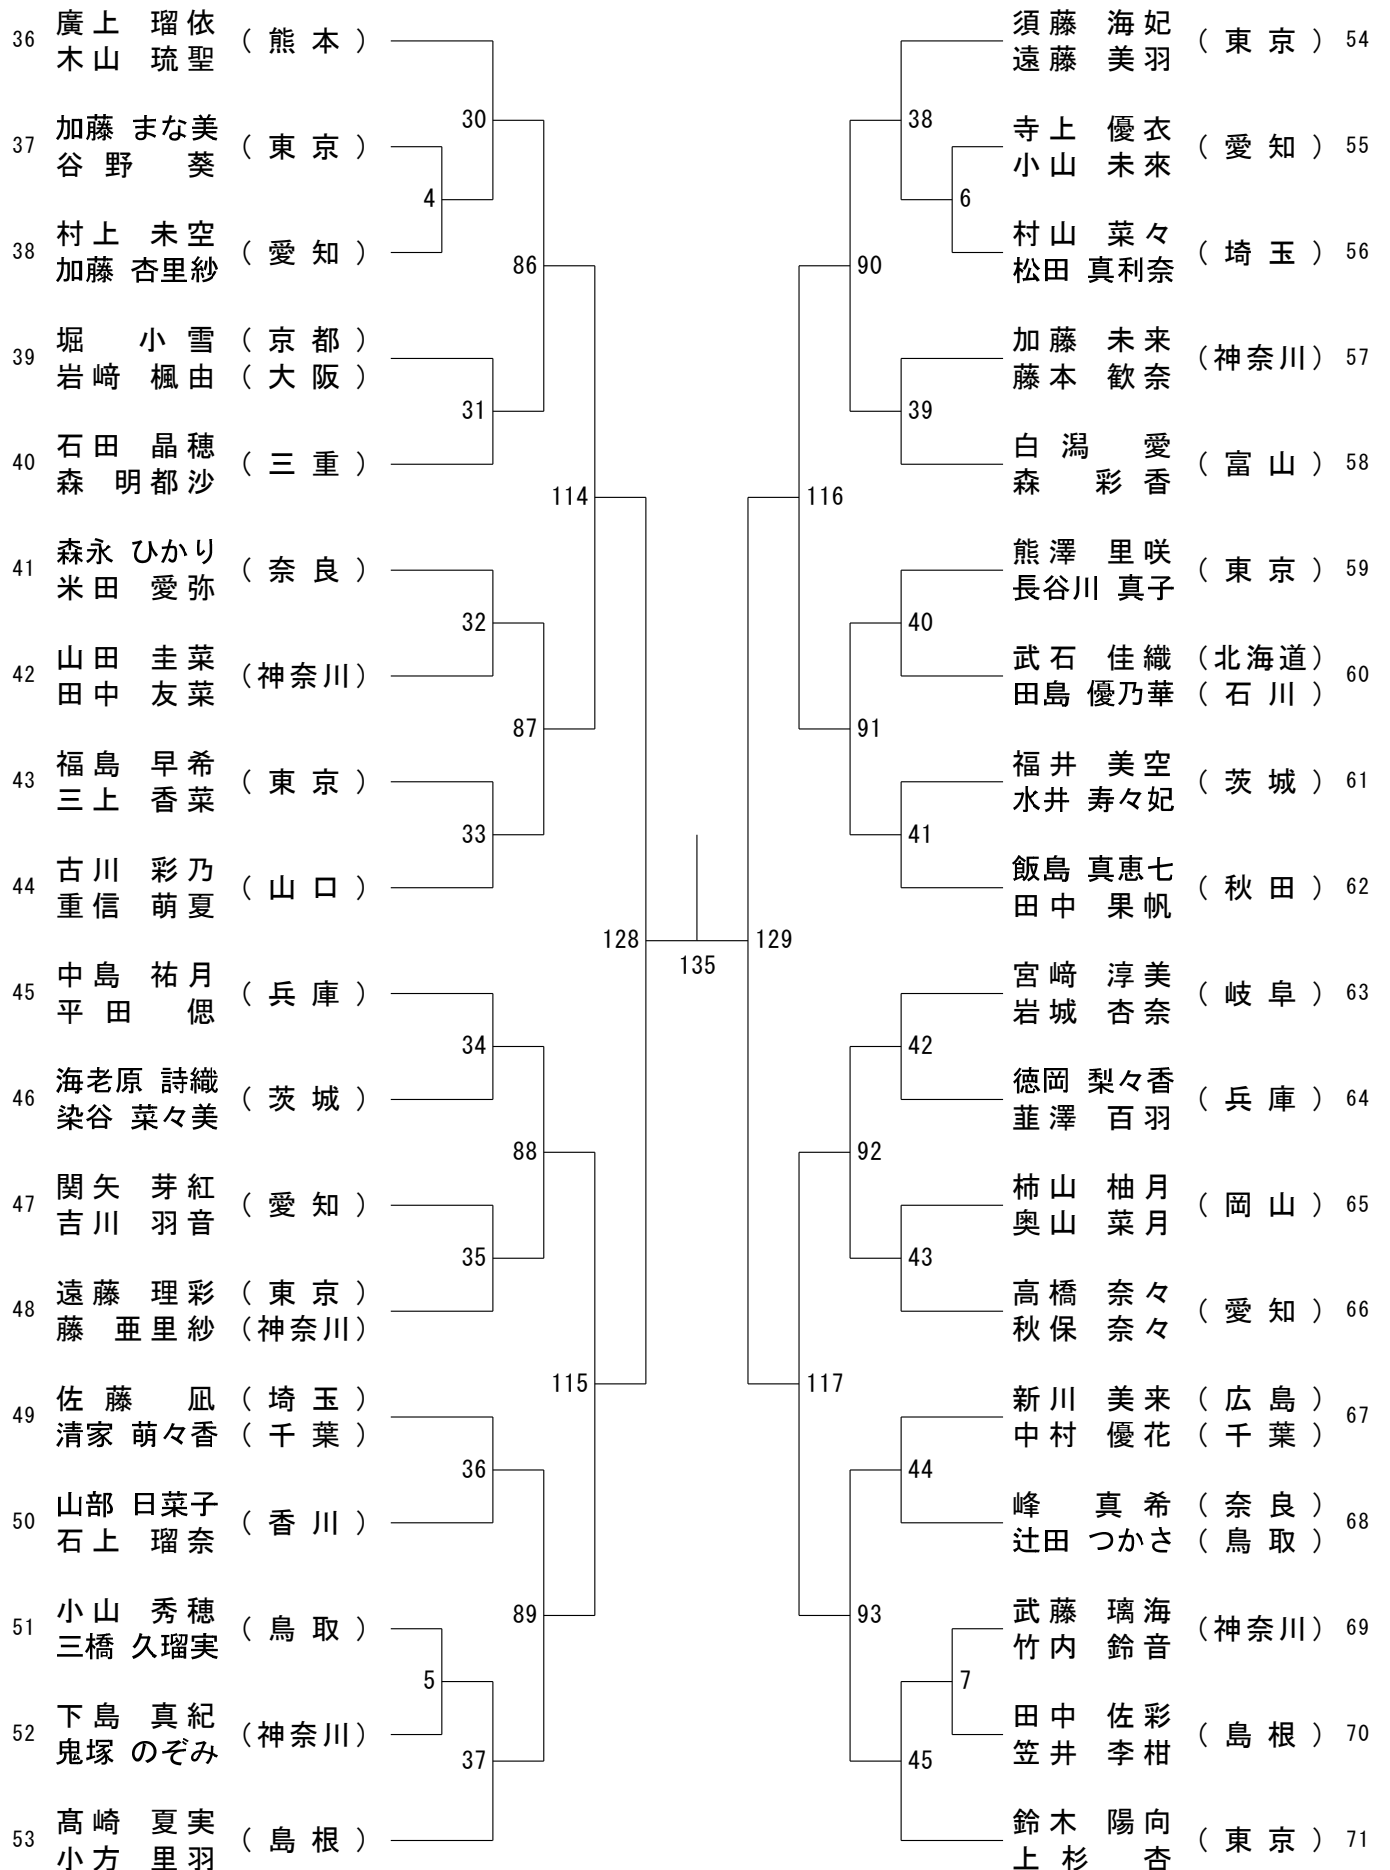 36 廣上 瑠依 (熊本)
木山 琉聖
37 加藤 まな美 (東京)
谷野 葵
38 村上 未空 (愛知)
加藤 杏里紗
39 堀 小雪 (京都)
岩﨑 楓由 (大阪)
40 石田 晶穂 (三重)
森 明都沙
41 森永 ひかり (奈良)
米田 愛弥
42 山田 圭菜 (神奈川)
田中 友菜
43 福島 早希 (東京)
三上 香菜
44 古川 彩乃 (山口)
重信 萌夏
45 中島 祐月 (兵庫)
平田 偲
46 海老原 詩織 (茨城)
染谷 菜々美
47 関矢 芽紅 (愛知)
吉川 羽音
48 遠藤 理彩 (東京)
藤 亜里紗 (神奈川)
49 佐藤 凪 (埼玉)
清家 萌々香 (千葉)
50 山部 日菜子 (香川)
石上 瑠奈
51 小山 秀穂 (鳥取)
三橋 久瑠実
52 下島 真紀 (神奈川)
鬼塚 のぞみ
53 髙崎 夏実 (島根)
小方 里羽
30
4
86
31
114
32
87
33
128
34
88
35
115
36
89
5
37
135
須藤 海妃 (東京) 54
遠藤 美羽
寺上 優衣 (愛知) 55
小山 未來
村山 菜々 (埼玉) 56
松田 真利奈
加藤 未来 (神奈川) 57
藤本 歓奈
白潟 愛 (富山) 58
森 彩香
熊澤 里咲 (東京) 59
長谷川 真子
武石 佳織 (北海道) 60
田島 優乃華 (石川)
福井 美空 (茨城) 61
水井 寿々妃
飯島 真恵七 (秋田) 62
田中 果帆
宮﨑 淳美 (岐阜) 63
岩城 杏奈
徳岡 梨々香 (兵庫) 64
韮澤 百羽
柿山 柚月 (岡山) 65
奥山 菜月
高橋 奈々 (愛知) 66
秋保 奈々
新川 美来 (広島) 67
中村 優花 (千葉)
峰 真希 (奈良) 68
辻田 つかさ (鳥取)
武藤 璃海 (神奈川) 69
竹内 鈴音
田中 佐彩 (島根) 70
笠井 李柑
鈴木 陽向 (東京) 71
上杉 杏
38
6
90
39
116
40
91
41
129
42
92
43
117
44
93
7
45